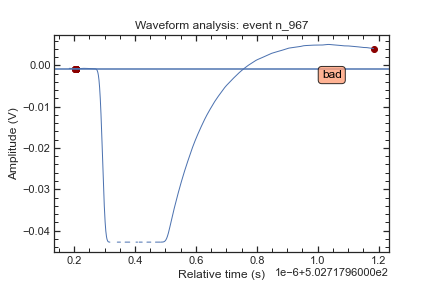 Waveform analysis: event n_967
0.00
−0.01
−0.02
−0.03
−0.04
Amplitude (V)
bad
0.2
0.4
0.6
0.8
1.0
1.2
Relative time (s)
1e−6+5.0271796000e2